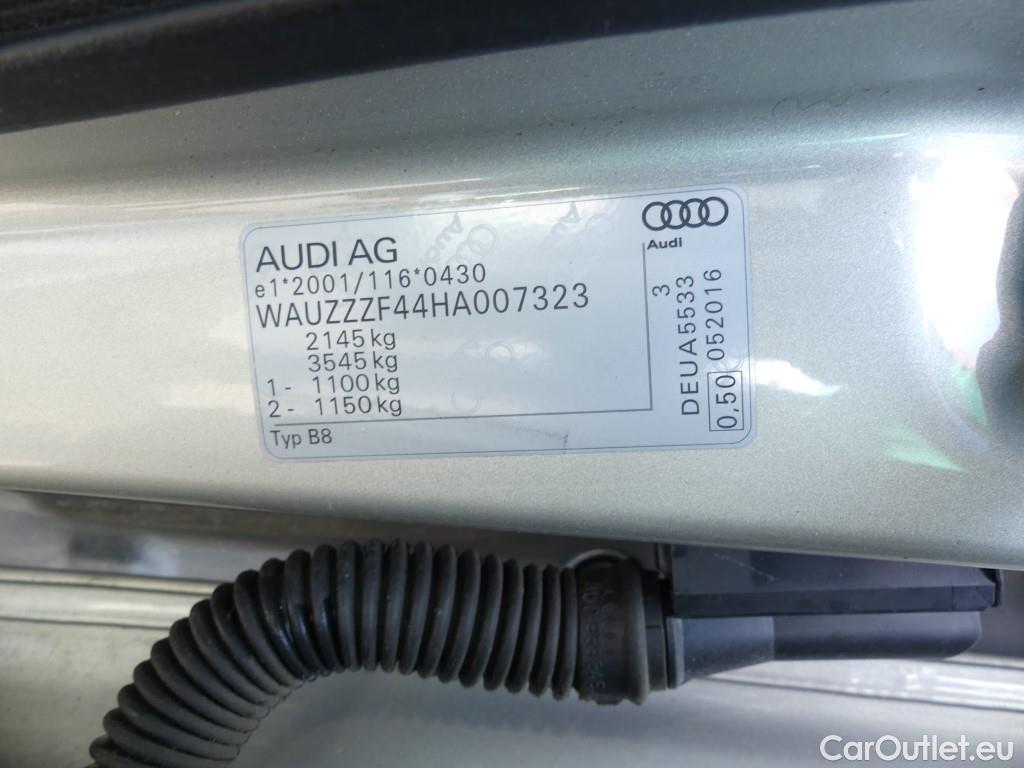 AUDI AG
e1*2001/116*0430
WAUZZZF44HA007323
2145 kg
3545 kg
1- 1100 kg
2- 1150 kg
Typ B8
Audi
3
DEUA5533
0,50 052016
CarOutlet.eu